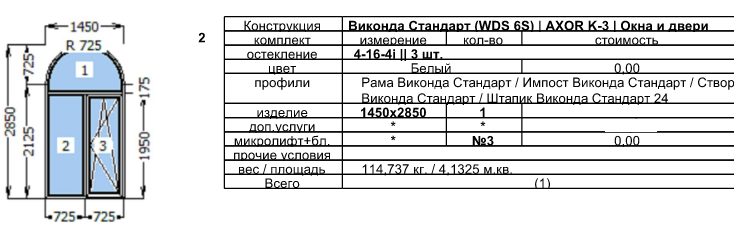 1450
R 725
725
1
175
2850
2125
1950
2
3
725
725
2
Конструкция Виконда Стандарт (WDS 6S) | AXOR K-3 | Окна и двери
комплект измерение кол-во стоимость
остекление 4-16-4i || 3 шт.
цвет Белый 0,00
профили Рама Виконда Стандарт / Импост Виконда Стандарт / Створ
Виконда Стандарт / Штапик Виконда Стандарт 24
изделие 1450x2850 1
доп.услуги * *
микролифт+бл. * №3 0,00
прочие условия
вес / площадь 114,737 кг. / 4,1325 м.кв.
Всего (1)